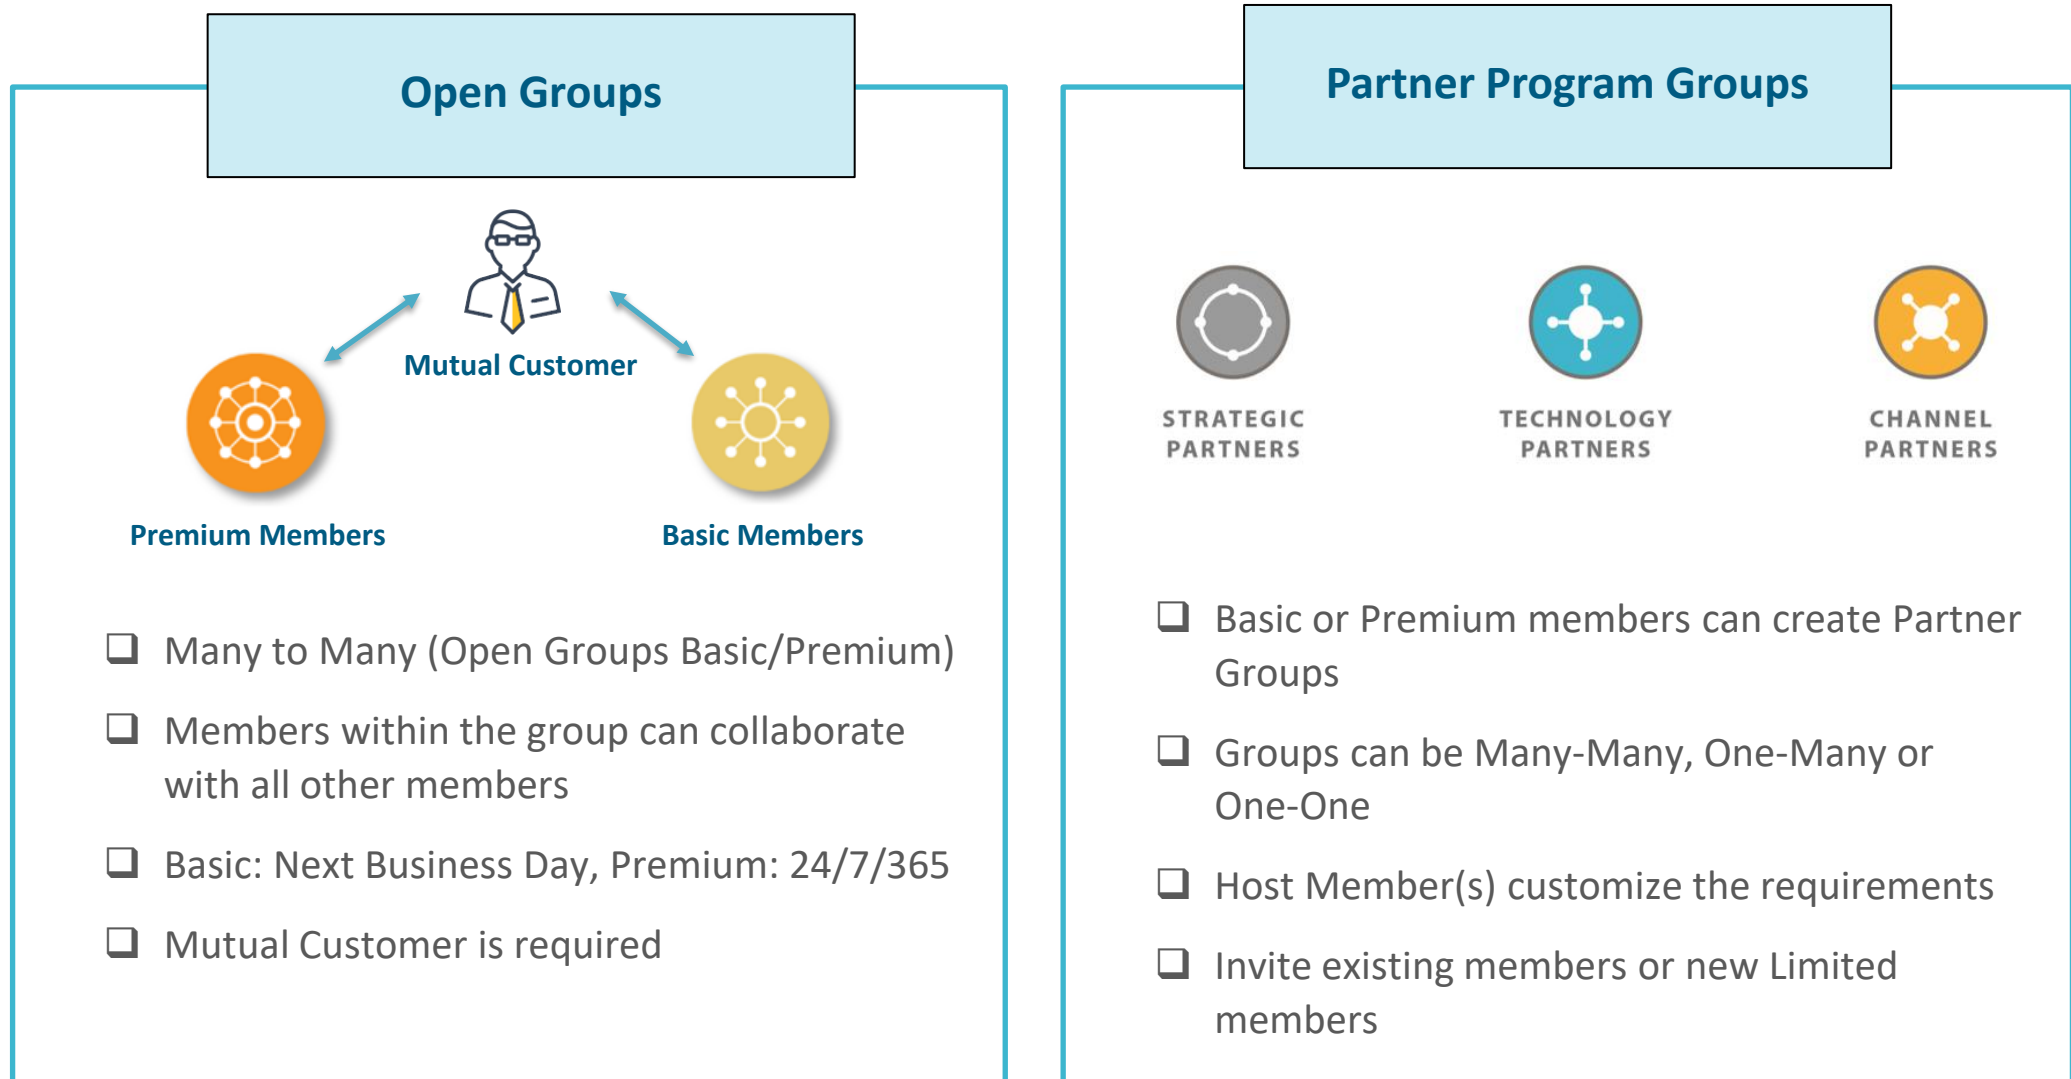 Open Groups
Mutual Customer
Premium Members
Basic Members
❑ Many to Many (Open Groups Basic/Premium)
❑ Members within the group can collaborate
with all other members
❑ Basic: Next Business Day, Premium: 24/7/365
❑ Mutual Customer is required
Partner Program Groups
STRATEGIC
PARTNERS
TECHNOLOGY
PARTNERS
CHANNEL
PARTNERS
❑ Basic or Premium members can create Partner
Groups
❑ Groups can be Many-Many, One-Many or
One-One
❑ Host Member(s) customize the requirements
❑ Invite existing members or new Limited
members